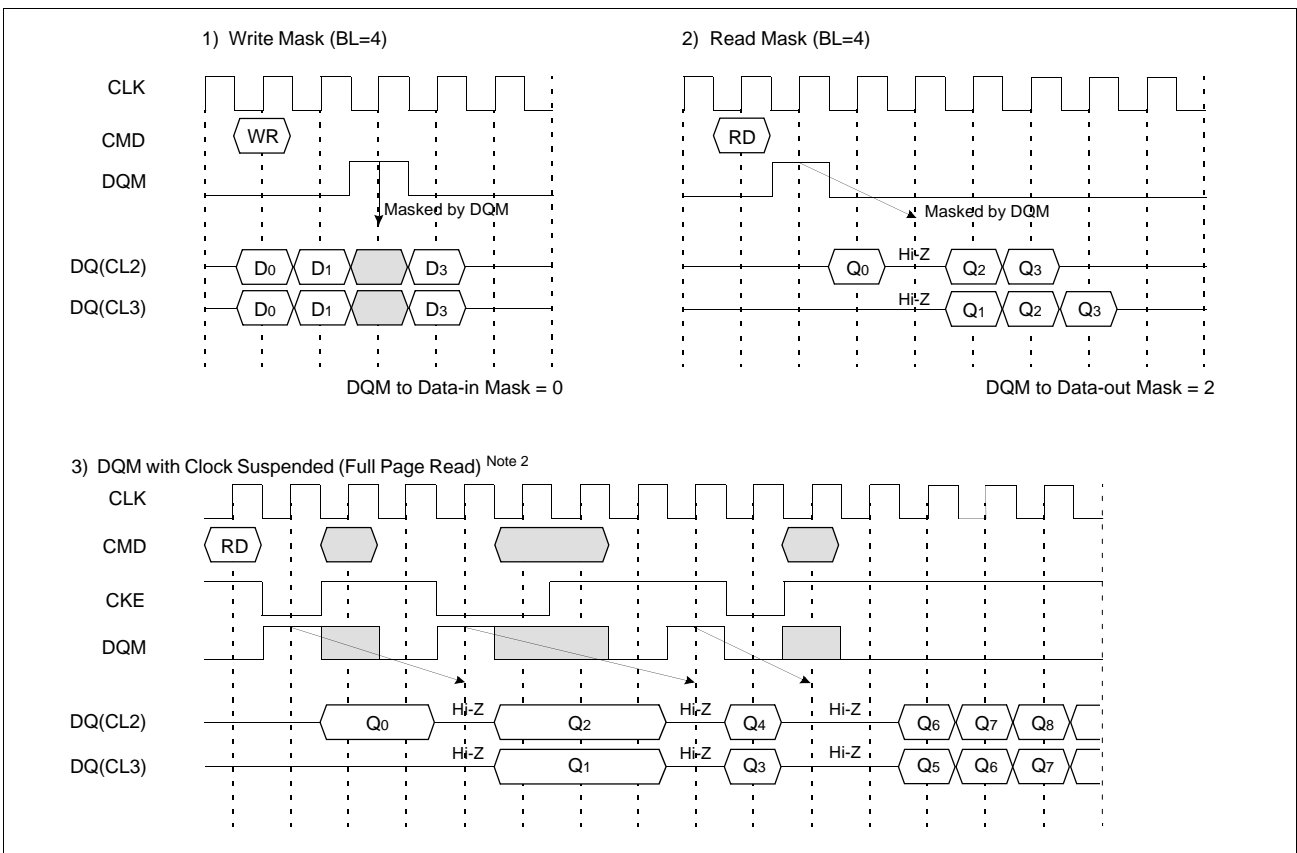 1) Write Mask (BL=4)
CLK
CMD
WR
DQM
Masked by DQM
DQ(CL2)
D0 D1 D3
DQ(CL3)
D0 D1 D3
DQM to Data-in Mask = 0
2) Read Mask (BL=4)
RD
Masked by DQM
Q0 Hi-Z Q2 Q3
Hi-Z Q1 Q2 Q3
DQM to Data-out Mask = 2
3) DQM with Clock Suspended (Full Page Read) Note 2
CLK
CMD
RD
CKE
DQM
DQ(CL2)
Q0 Hi-Z Q2 Hi-Z Q4 Hi-Z Q6 Q7 Q8
DQ(CL3)
Hi-Z Q1 Hi-Z Q3 Hi-Z Q5 Q6 Q7